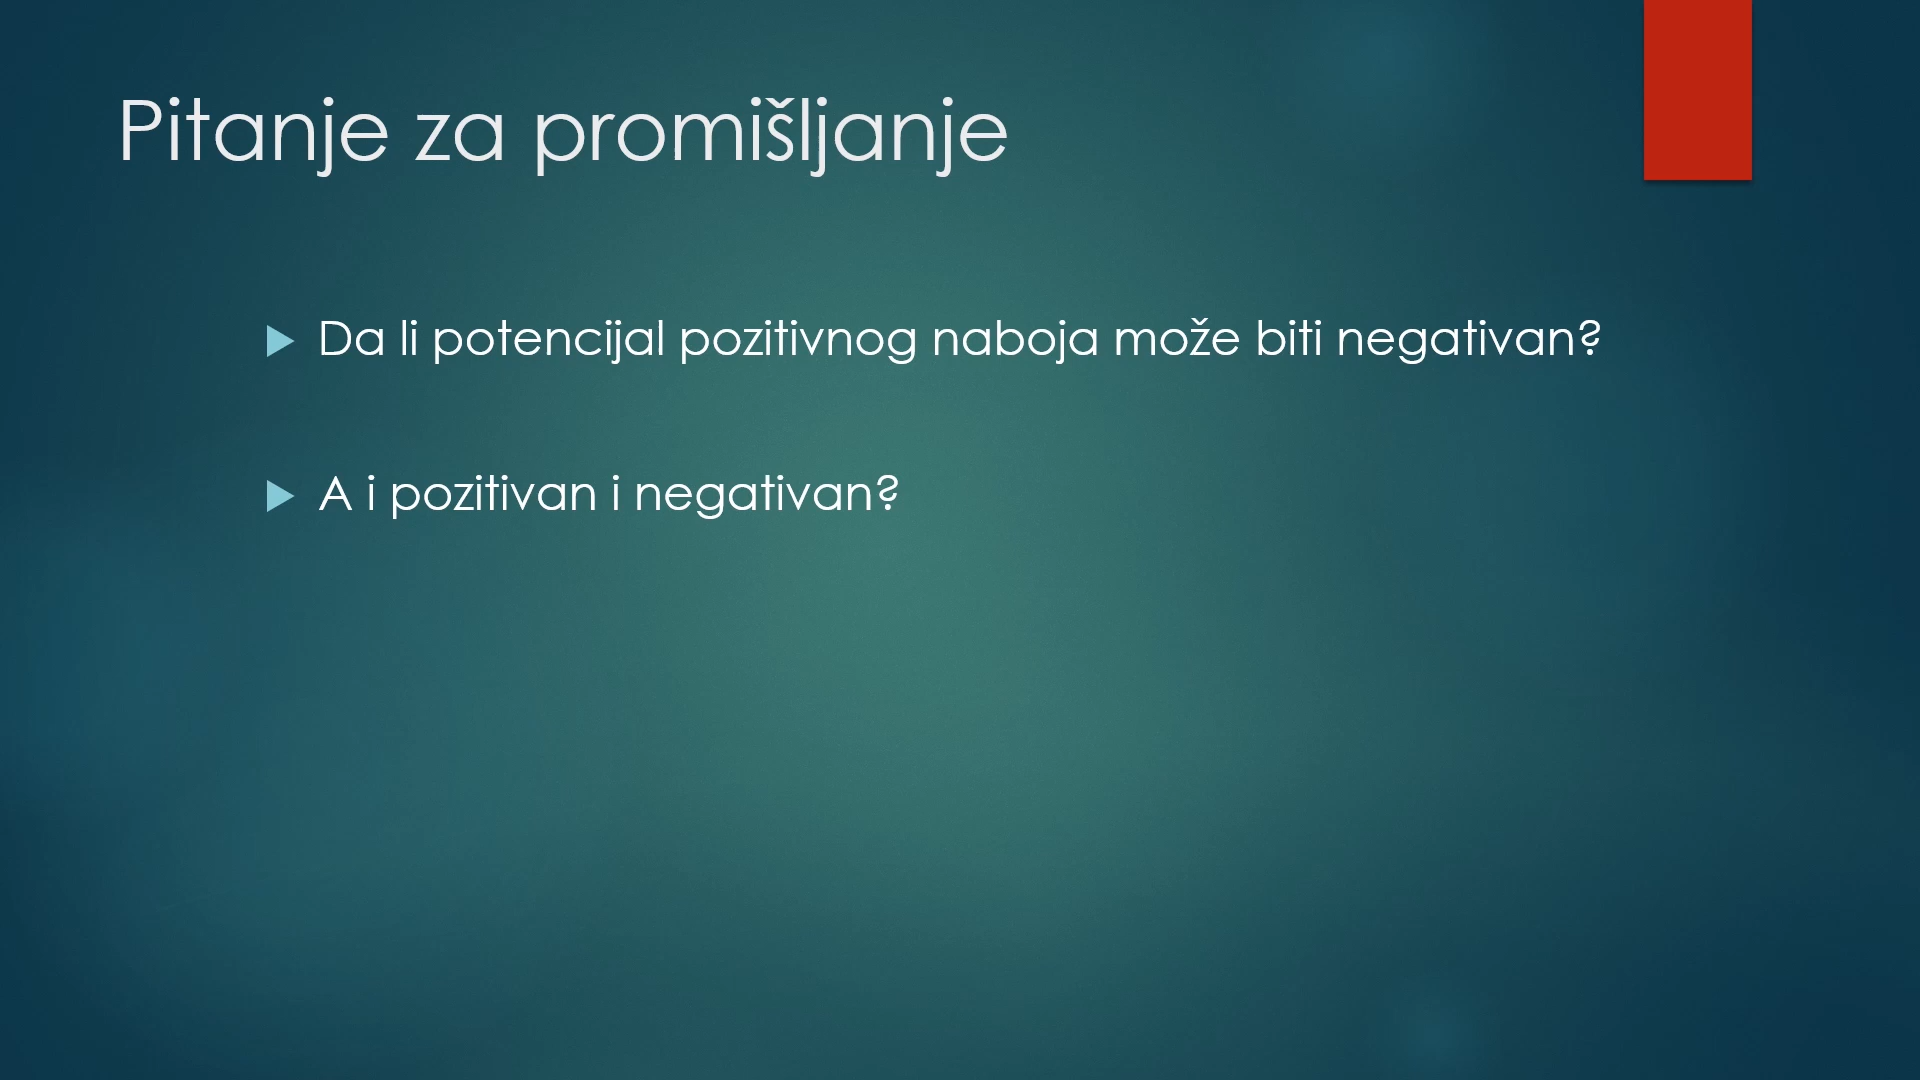 Pitanje za promišljanje
Da li potencijal pozitivnog naboja može biti negativan?
A i pozitivan i negativan?